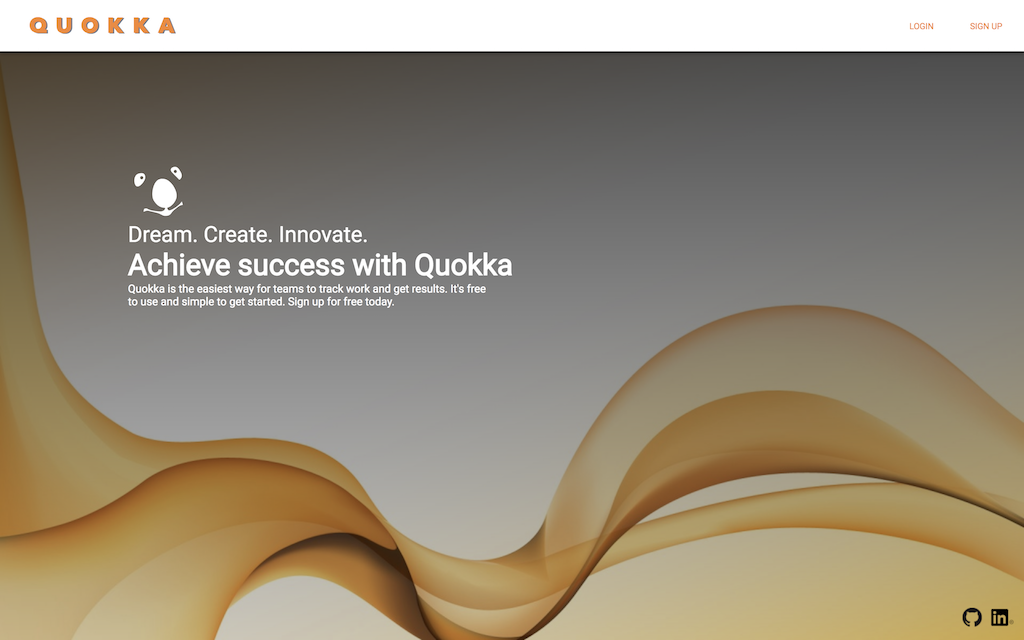 QUOKKA
LOGIN
SIGN UP
Dream. Create. Innovate.
Achieve success with Quokka
Quokka is the easiest way for teams to track work and get results. It's free
to use and simple to get started. Sign up for free today.
in